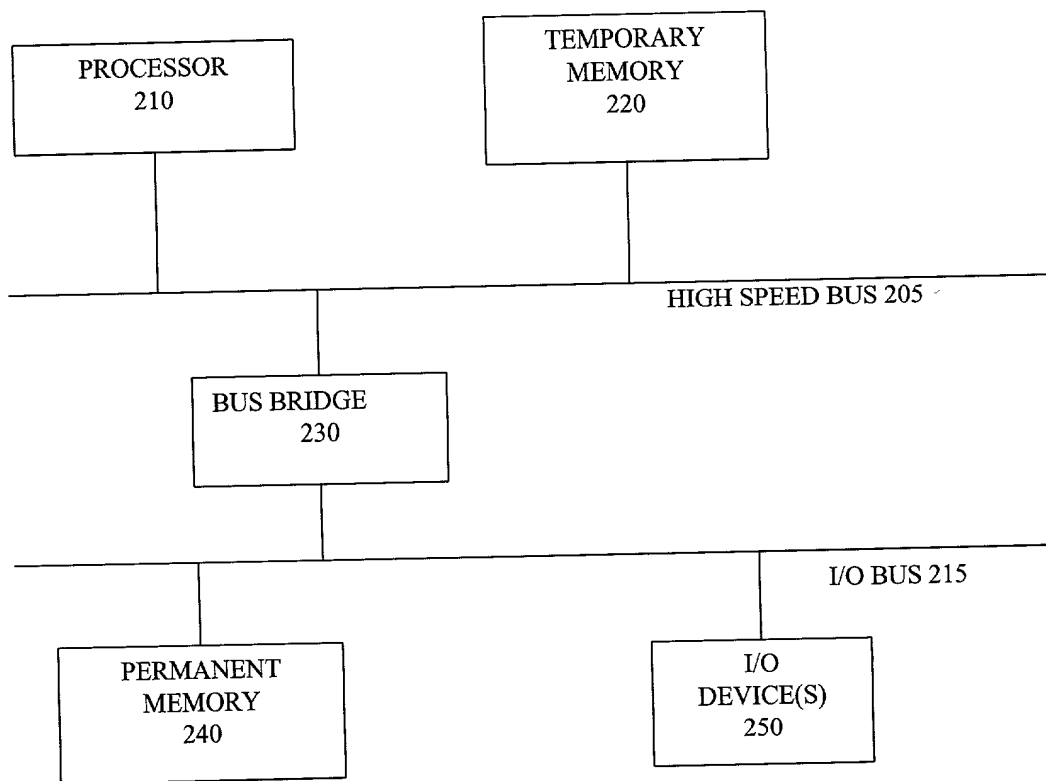 PROCESSOR
210
TEMPORARY
MEMORY
220
HIGH SPEED BUS 205
BUS BRIDGE
230
I/O BUS 215
PERMANENT
MEMORY
240
I/O
DEVICE(S)
250